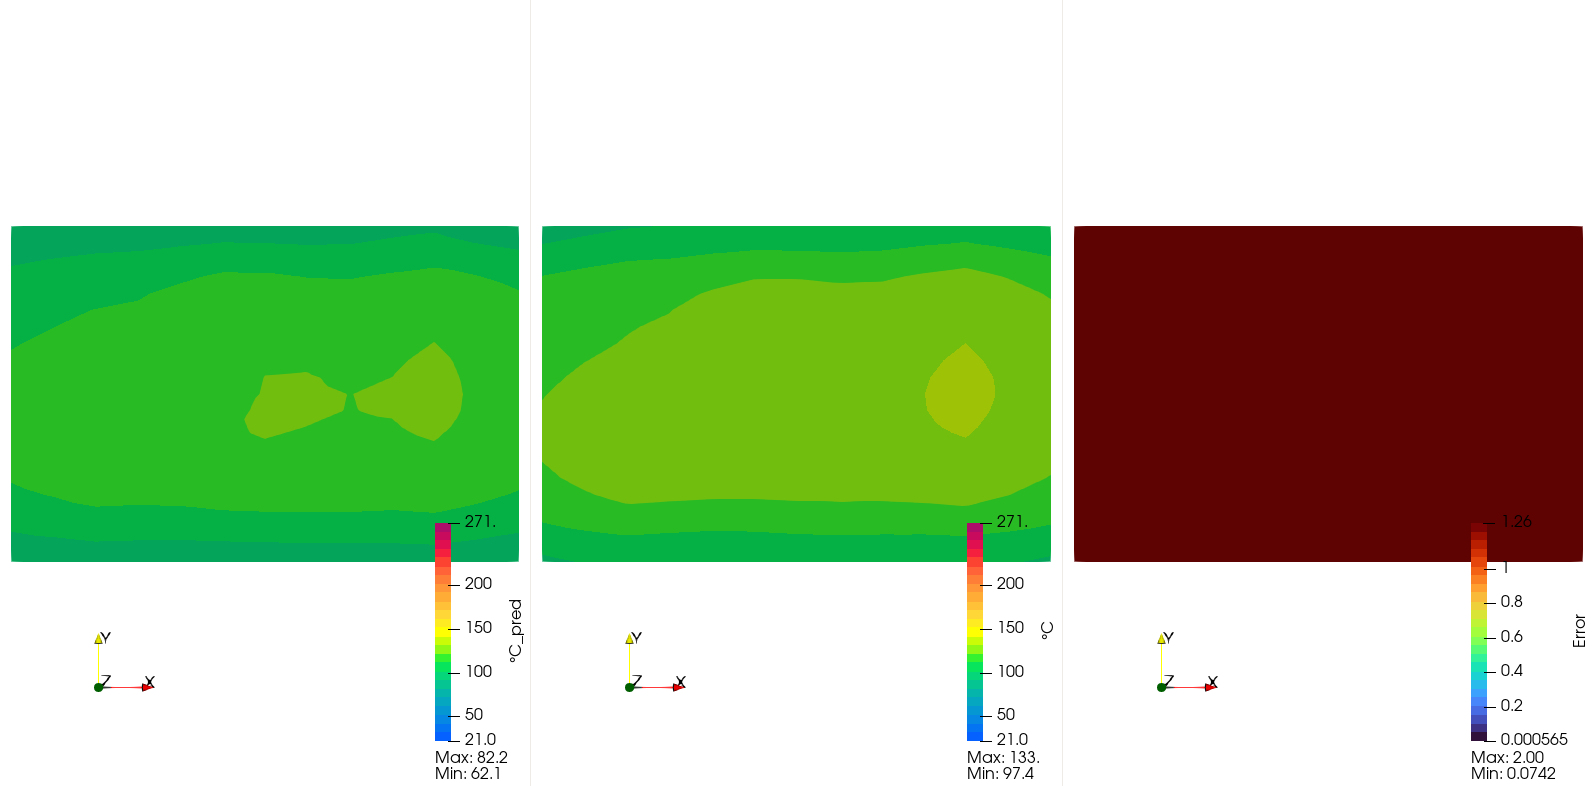 271.
200
150
100
50
21.0
°C_pred
Max: 82.2
Min: 62.1
Y
Z
X
271.
200
150
100
50
21.0
°C
Max: 133.
Min: 97.4
Y
Z
X
1.26
1
0.8
0.6
0.4
0.2
0.000565
Error
Max: 2.00
Min: 0.0742
Y
Z
X